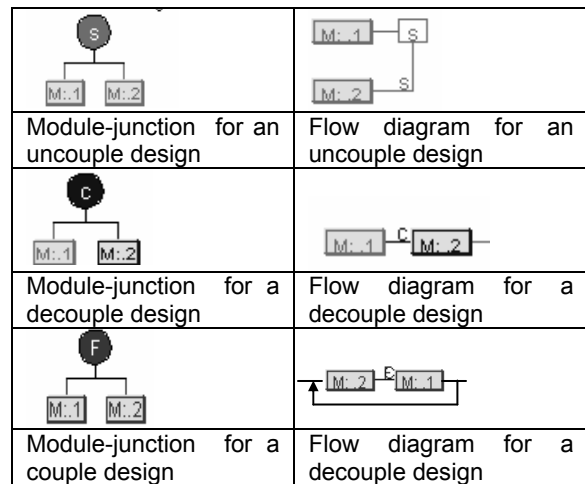 S
M:.1 M:.2
M:..1 S
S
M:..2
Module-junction for an
uncouple design
Flow diagram for an
uncouple design
C
M:.1 M:.2
M:..1 C M:..2
Module-junction for a
decouple design
Flow diagram for a
decouple design
F
M:.1 M:.2
M:..2 M:..1
Module-junction for a
couple design
Flow diagram for a
decouple design